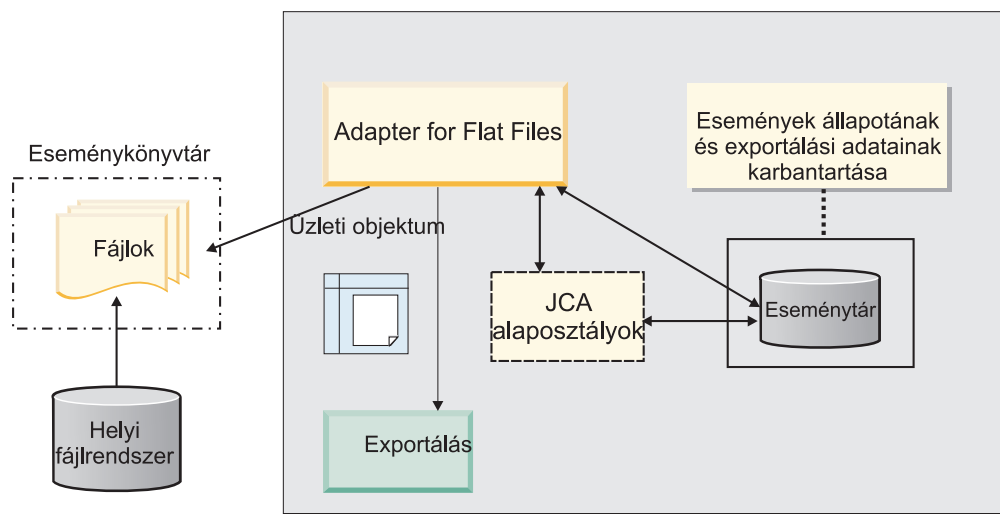 Eseménykönyvtár
Fájlok
Helyi
fájlrendszer
Adapter for Flat Files
Üzleti objektum
Exportálás
JCA
alaposztályok
Események állapotának
és exportálási adatainak
karbantartása
Eseménytár